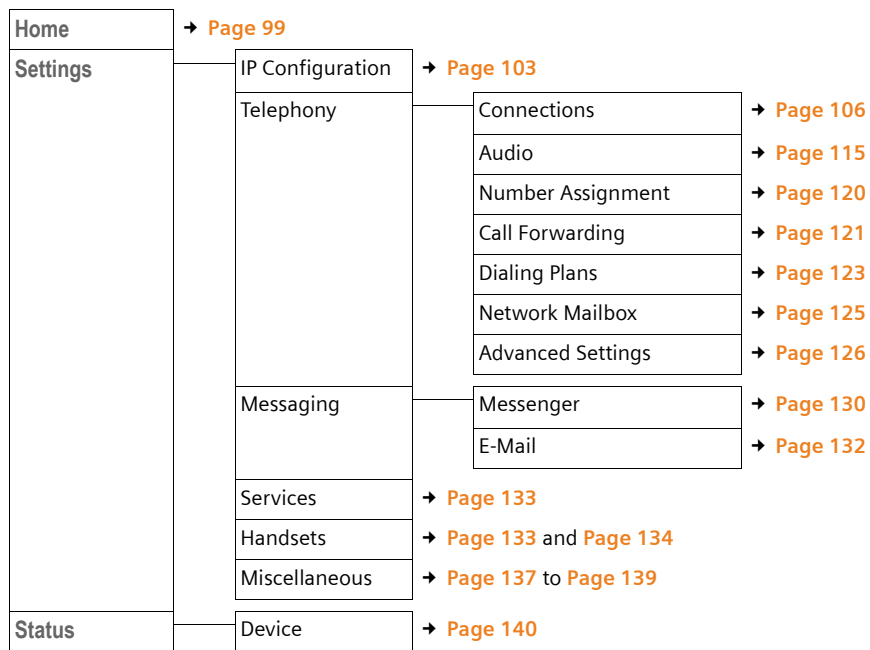 Home → Page 99
Settings IP Configuration → Page 103
Telephony Connections → Page 106
Audio → Page 115
Number Assignment → Page 120
Call Forwarding → Page 121
Dialing Plans → Page 123
Network Mailbox → Page 125
Advanced Settings → Page 126
Messaging Messenger → Page 130
E-Mail → Page 132
Services → Page 133
Handsets → Page 133 and Page 134
Miscellaneous → Page 137 to Page 139
Status Device → Page 140